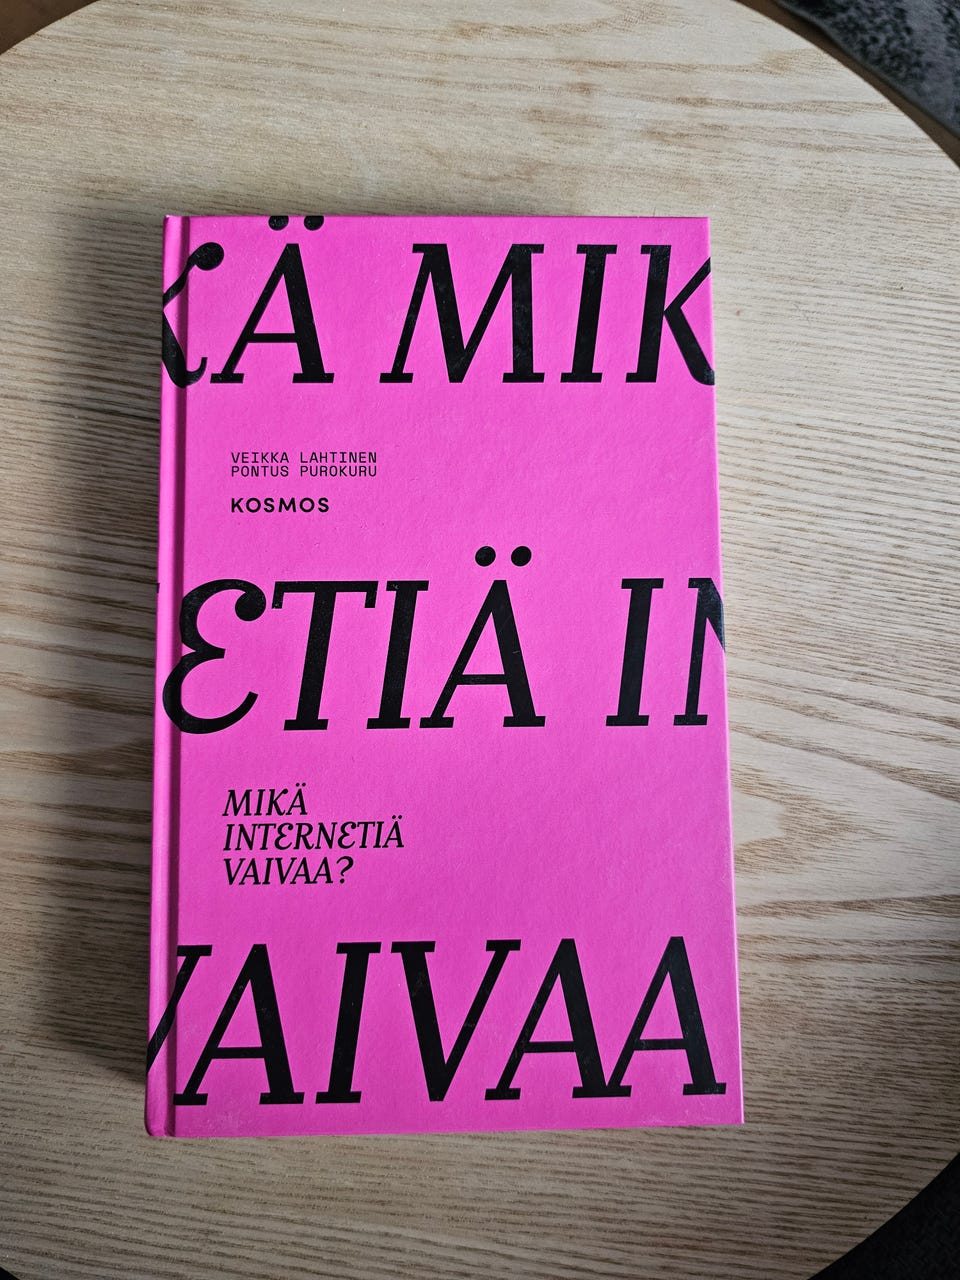 KÄ MIK
VEIKKA LAHTINEN
PONTUS PUROKURU
KOSMOS
ETIÄ IN
MIKÄ
INTERNETIÄ
VAIVAA?
VAIVAA